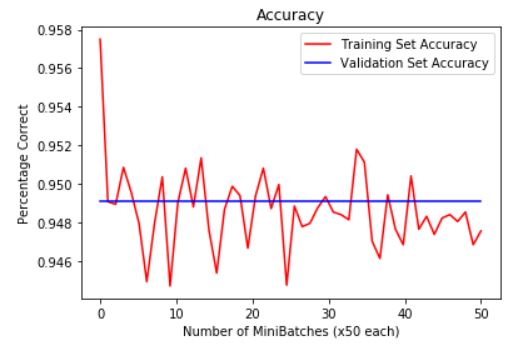 Accuracy
Training Set Accuracy
Validation Set Accuracy
Percentage Correct
0.958
0.956
0.954
0.952
0.950
0.948
0.946
0
10
20
30
40
50
Number of MiniBatches (x50 each)